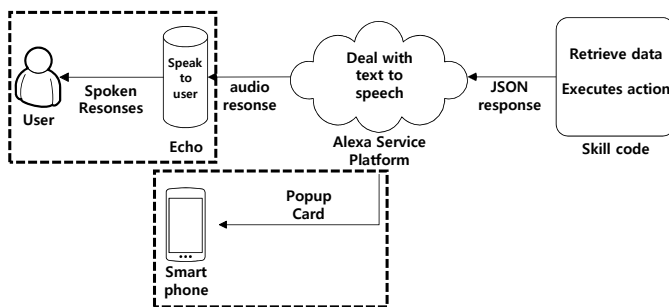 Speak
to
user
Spoken
Resonses
User
Echo
audio
resonse
Deal with
text to
speech
Alexa Service
Platform
JSON
response
Retrieve data
Executes action
Skill code
Popup
Card
Smart
phone